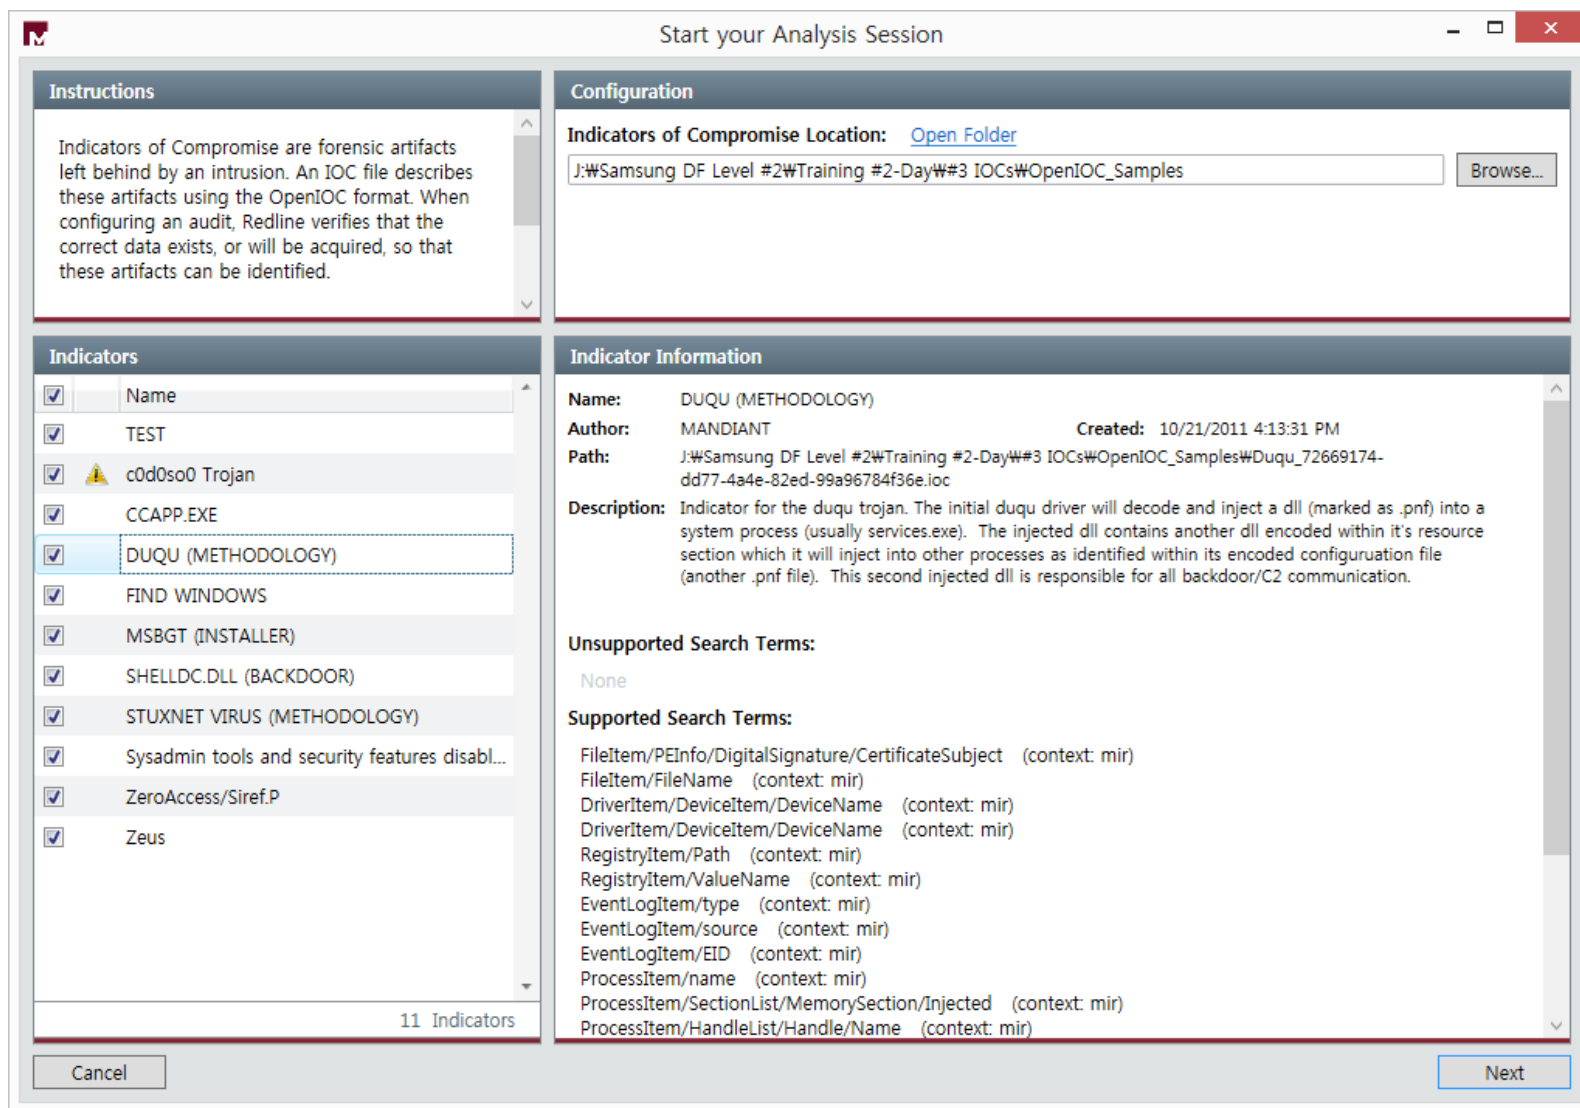 Start your Analysis Session
Instructions
Indicators of Compromise are forensic artifacts
left behind by an intrusion. An IOC file describes
these artifacts using the OpenIOC format. When
configuring an audit, Redline verifies that the
correct data exists, or will be acquired, so that
these artifacts can be identified.
Configuration
Indicators of Compromise Location: Open Folder
J:₩Samsung DF Level #2₩Training #2-Day₩#3 IOCs₩OpenIOC_Samples
Browse...
Indicators
Name
TEST
c0d0so0 Trojan
CCAPP.EXE
DUQU (METHODOLOGY)
FIND WINDOWS
MSBGT (INSTALLER)
SHELLDC.DLL (BACKDOOR)
STUXNET VIRUS (METHODOLOGY)
Sysadmin tools and security features disabl...
ZeroAccess/Siref.P
Zeus
11 Indicators
Indicator Information
Name: DUQU (METHODOLOGY)
Author: MANDIANT Created: 10/21/2011 4:13:31 PM
Path: J:₩Samsung DF Level #2₩Training #2-Day₩#3 IOCs₩OpenIOC_Samples₩Duqu_72669174-
dd77-4a4e-82ed-99a96784f36e.ioc
Description: Indicator for the duqu trojan. The initial duqu driver will decode and inject a dll (marked as .pnf) into a
system process (usually services.exe). The injected dll contains another dll encoded within it's resource
section which it will inject into other processes as identified within its encoded configuruation file
(another .pnf file). This second injected dll is responsible for all backdoor/C2 communication.
Unsupported Search Terms:
None
Supported Search Terms:
FileItem/PEInfo/DigitalSignature/CertificateSubject (context: mir)
FileItem/FileName (context: mir)
DriverItem/DeviceItem/DeviceName (context: mir)
DriverItem/DeviceItem/DeviceName (context: mir)
RegistryItem/Path (context: mir)
RegistryItem/ValueName (context: mir)
EventLogItem/type (context: mir)
EventLogItem/source (context: mir)
EventLogItem/EID (context: mir)
ProcessItem/name (context: mir)
ProcessItem/SectionList/MemorySection/Injected (context: mir)
ProcessItem/HandleList/Handle/Name (context: mir)
Cancel
Next